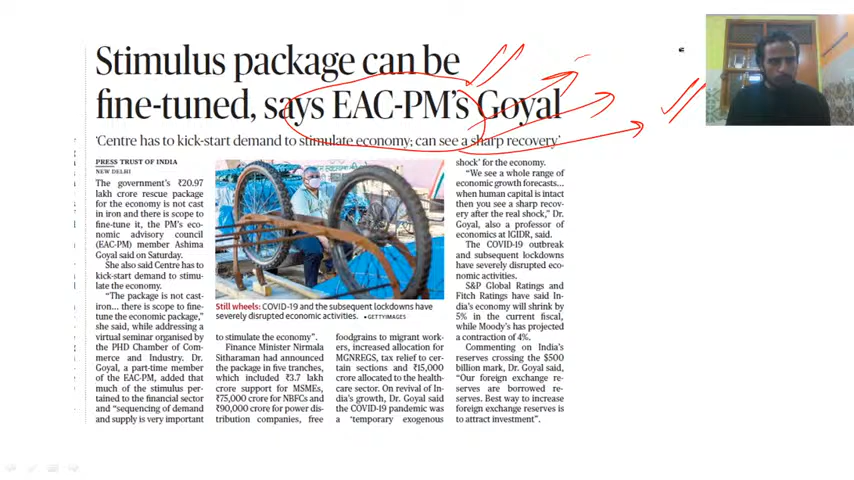 Stimulus package can be
fine-tuned, says EAC-PM's Goyal
'Centre has to kick-start demand to stimulate economy; can see a sharp recovery'
PRESS TRUST OF INDIA
NEW DELHI
The government's ₹20.97
lakh crore rescue package
for the economy is not cast
in iron and there is scope to
fine-tune it, the PM's eco-
nomic advisory council
(EAC-PM) member Ashima
Goyal said on Saturday.
She also said Centre has to
kick-start demand to stimu-
late the economy.
"The package is not cast-
iron... there is scope to fine-
tune the economic package,"
she said, while addressing a
virtual seminar organised by
the PHD Chamber of Com-
merce and Industry. Dr.
Goyal, a part-time member
of the EAC-PM, added that
much of the stimulus per-
tained to the financial sector
and "sequencing of demand
and supply is very important
Still wheels: COVID-19 and the subsequent lockdowns have
severely disrupted economic activities. •GETTYIMAGES
to stimulate the economy".
Finance Minister Nirmala
Sitharaman had announced
the package in five tranches,
which included ₹3.7 lakh
crore support for MSMEs,
₹75,000 crore for NBFCs and
₹90,000 crore for power dis-
tribution companies, free
foodgrains to migrant work-
ers, increased allocation for
MGNREGS, tax relief to cer-
tain sections and ₹15,000
crore allocated to the health-
care sector. On revival of In-
dia's growth, Dr. Goyal said
the COVID-19 pandemic was
a 'temporary exogenous
shock' for the economy.
"We see a whole range of
economic growth forecasts...
when human capital is intact
then you see a sharp recov-
ery after the real shock," Dr.
Goyal, also a professor of
economics at IGIDR, said.
The COVID-19 outbreak
and subsequent lockdowns
have severely disrupted eco-
nomic activities.
S&P Global Ratings and
Fitch Ratings have said In-
dia's economy will shrink by
5% in the current fiscal,
while Moody's has projected
a contraction of 4%.
Commenting on India's
reserves crossing the $500
billion mark, Dr. Goyal said,
"Our foreign exchange re-
serves are borrowed re-
serves. Best way to increase
foreign exchange reserves is
to attract investment".